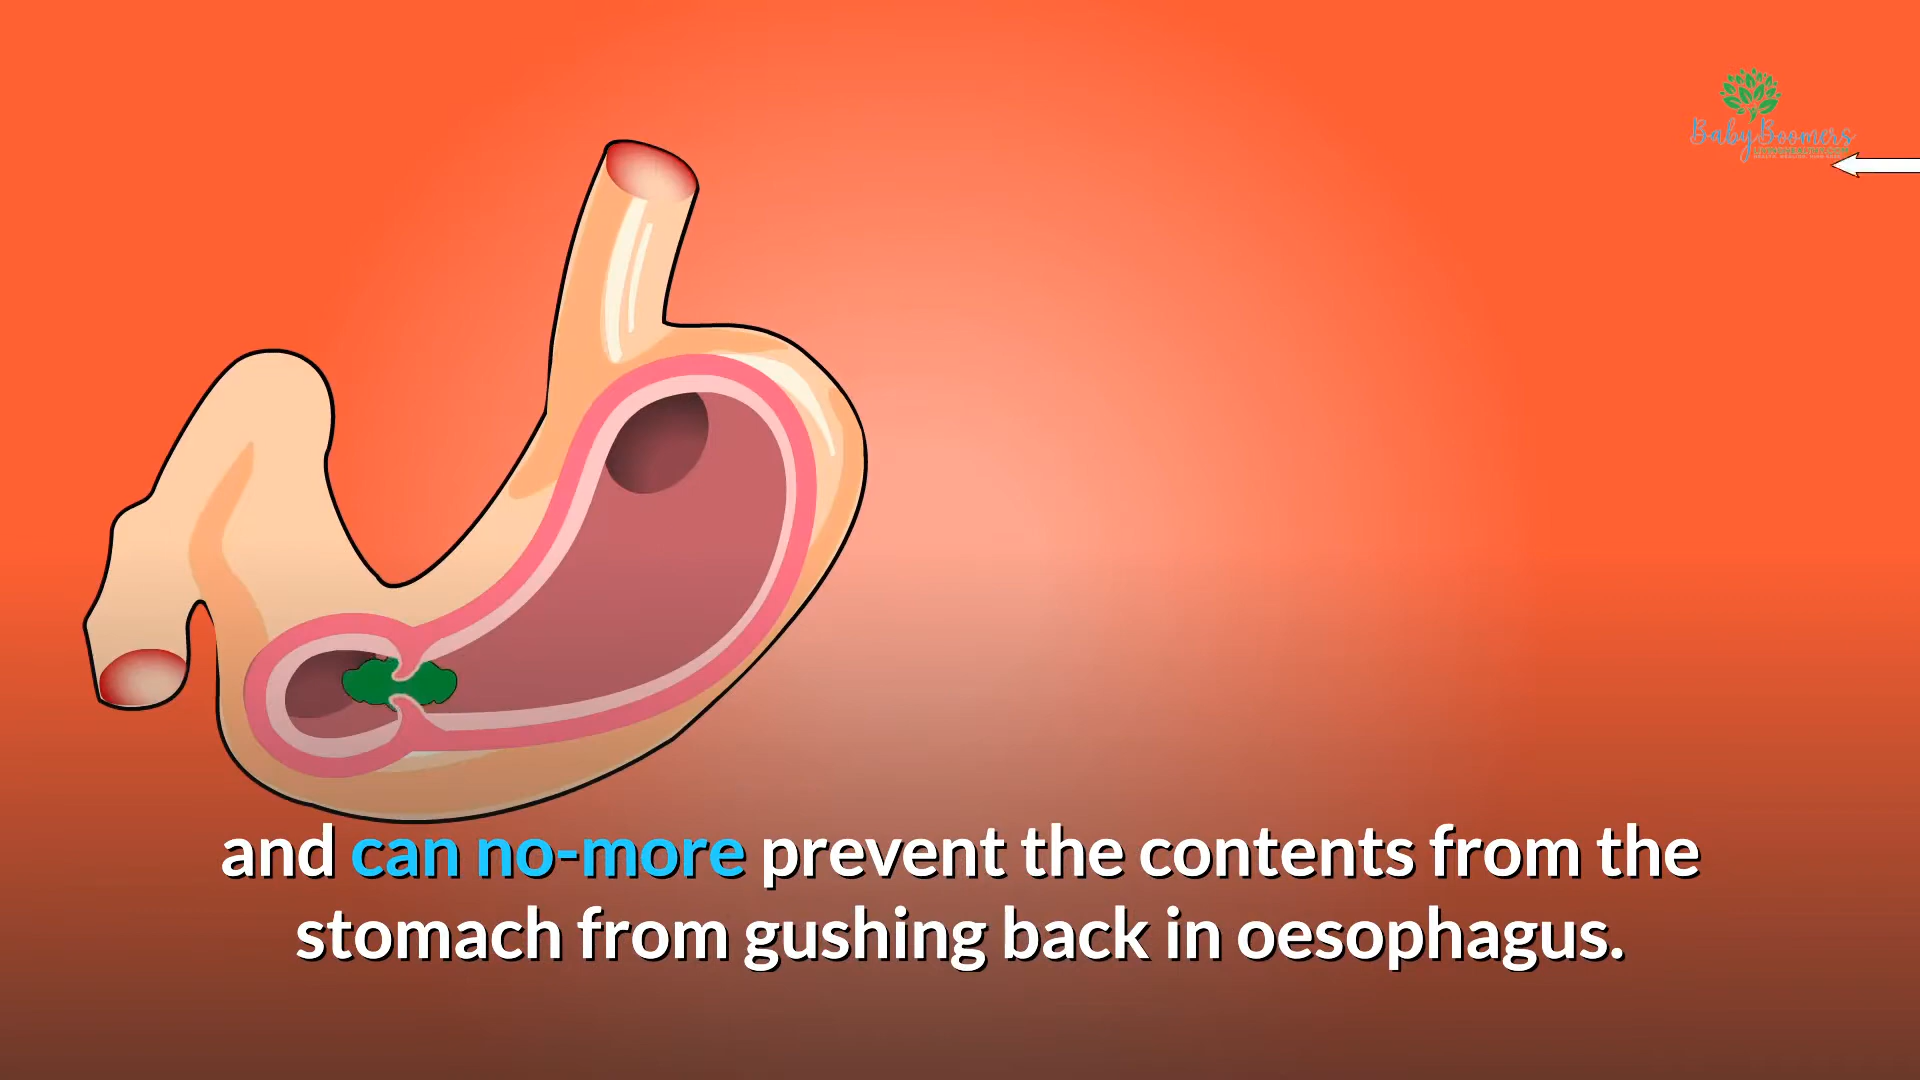 Baby Boomers
and can no-more prevent the contents from the
stomach from gushing back in oesophagus.